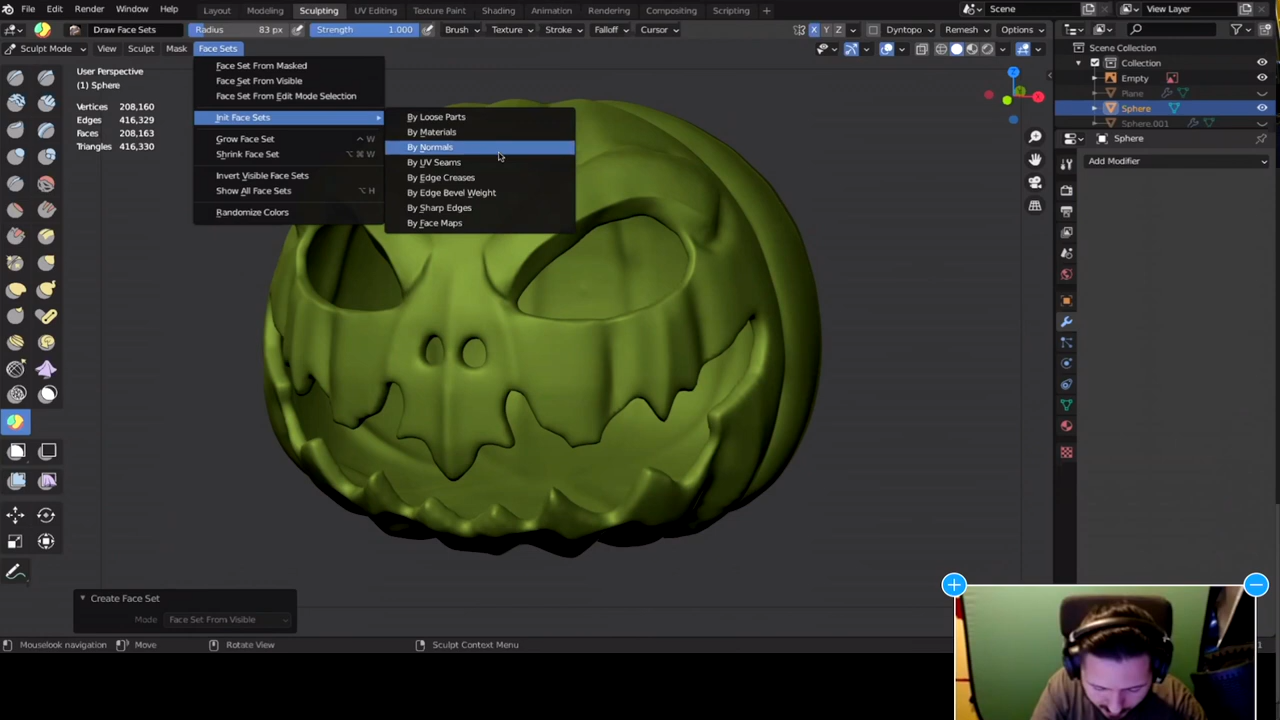 File Edit Render Window Help Layout Modeling Sculpting UV Editing Texture Paint Shading Animation Rendering Compositing Scripting + Scene View Layer
Draw Face Sets Radius 83 px Strength 1.000 Brush Texture Stroke Falloff Cursor X Y Z Dyntopo Remesh Options
Sculpt Mode View Sculpt Mask Face Sets
Scene Collection
Collection
Empty
Plane
Sphere
Sphere.001
Sphere
Add Modifier
User Perspective
(1) Sphere
Vertices 208,160
Edges 416,329
Faces 208,163
Triangles 416,330
Face Set From Masked
Face Set From Visible
Face Set From Edit Mode Selection
Init Face Sets
Grow Face Set ^ W
Shrink Face Set ⌥ ⌘ W
Invert Visible Face Sets
Show All Face Sets ⌥ H
Randomize Colors
By Loose Parts
By Materials
By Normals
By UV Seams
By Edge Creases
By Edge Bevel Weight
By Sharp Edges
By Face Maps
Z
X
Create Face Set
Mode Face Set From Visible
Mouselook navigation Move Rotate View Sculpt Context Menu